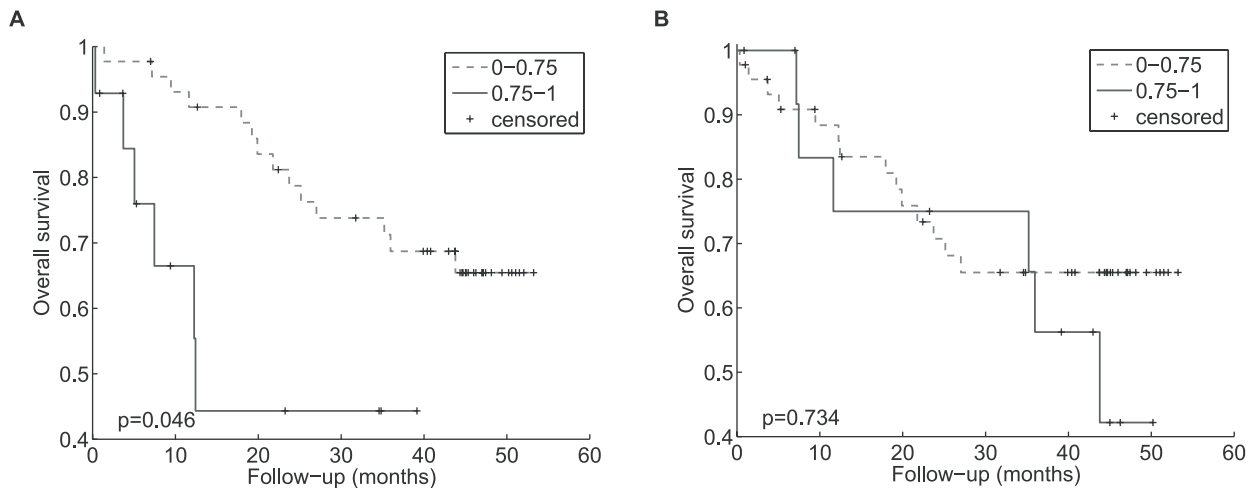 A
Overall survival
1
0.9
0.8
0.7
0.6
0.5
0.4
0 10 20 30 40 50 60
Follow−up (months)
0−0.75
0.75−1
censored
p=0.046
B
Overall survival
1
0.9
0.8
0.7
0.6
0.5
0.4
0 10 20 30 40 50 60
Follow−up (months)
0−0.75
0.75−1
censored
p=0.734